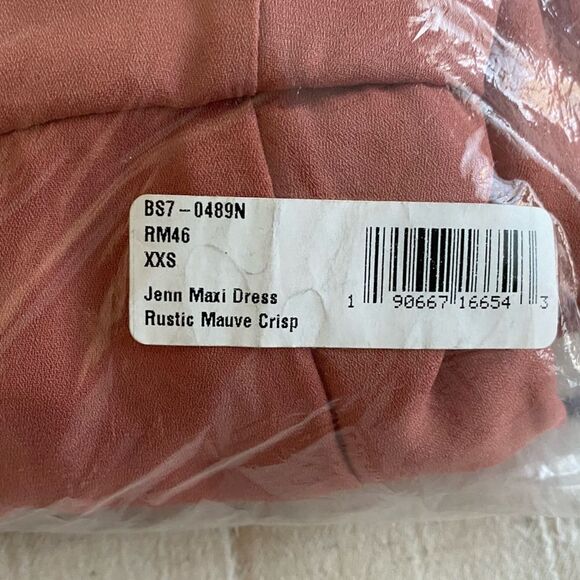 BS7-0489N
RM46
XXS
Jenn Maxi Dress
Rustic Mauve Crisp
1 90667 16654 3